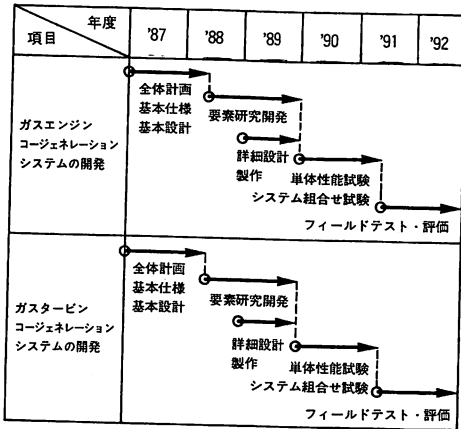 年度
項目
'87 '88 '89 '90 '91 '92
ガスエンジン
コージェネレーション
システムの開発
全体計画
基本仕様
基本設計
要素研究開発
詳細設計
製作
単体性能試験
システム組合せ試験
フィールドテスト・評価
ガスタービン
コージェネレーション
システムの開発
全体計画
基本仕様
基本設計
要素研究開発
詳細設計
製作
単体性能試験
システム組合せ試験
フィールドテスト・評価